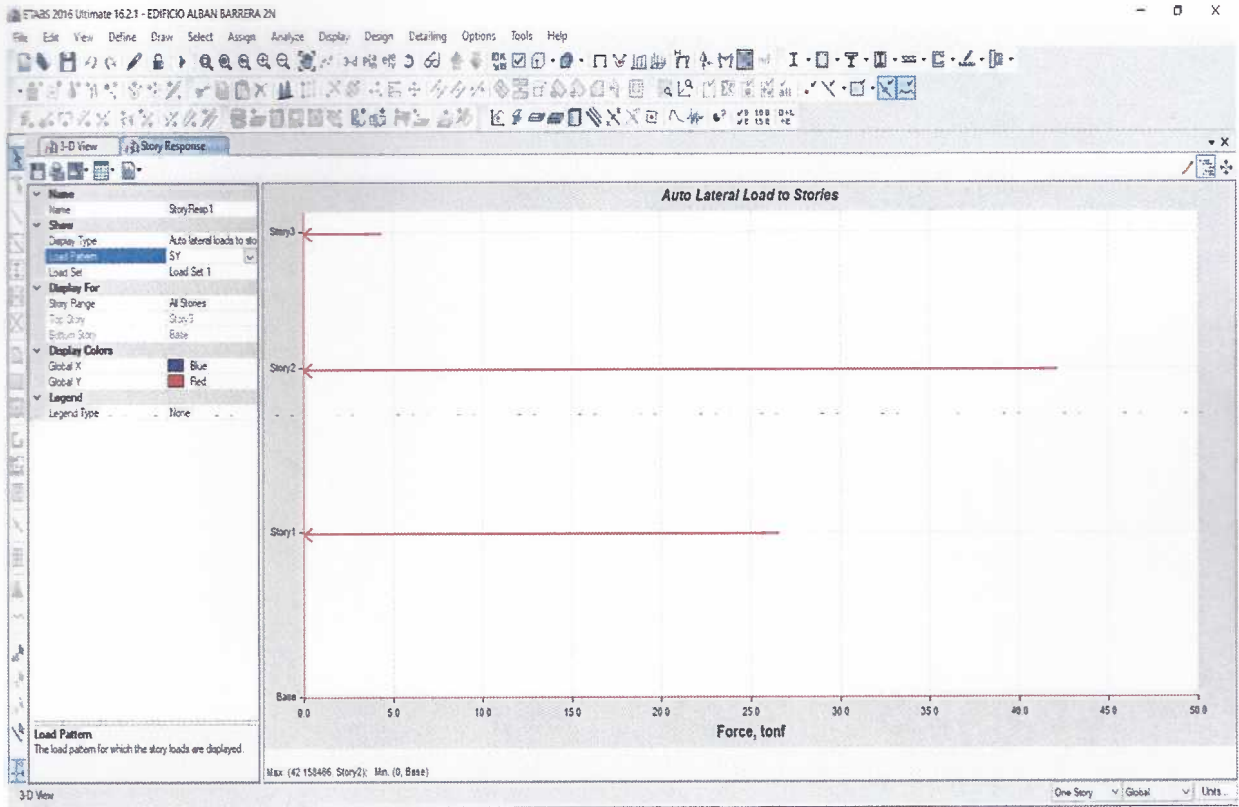 ETABS 2016 Ultimate 16.2.1 - EDIFICIO ALBAN BARRERA 2N
File Edit View Define Draw Select Assign Analyze Display Design Detailing Options Tools Help
3-D View Story Response
Name
Name StoryResp1
Show
Display Type Auto lateral loads to sto
Load Pattern SY
Load Set Load Set 1
Display For
Story Range All Stories
Top Story Story3
Bottom Story Base
Display Colors
Global X Blue
Global Y Red
Legend
Legend Type None
Load Pattern
The load pattern for which the story loads are displayed.
Auto Lateral Load to Stories
Story3
Story2
Story1
Base
0.0 5.0 10.0 15.0 20.0 25.0 30.0 35.0 40.0 45.0 50.0
Force, tonf
Max: (42.158466, Story2); Min: (0, Base)
3-D View One Story Global Units...